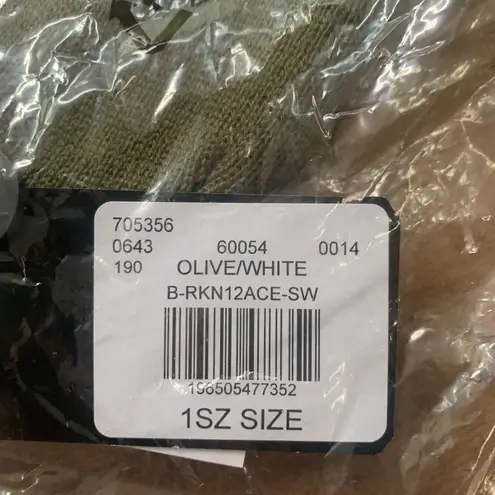 705356
0643 60054 0014
190 OLIVE/WHITE
B-RKN12ACE-SW
196505477352
1SZ SIZE